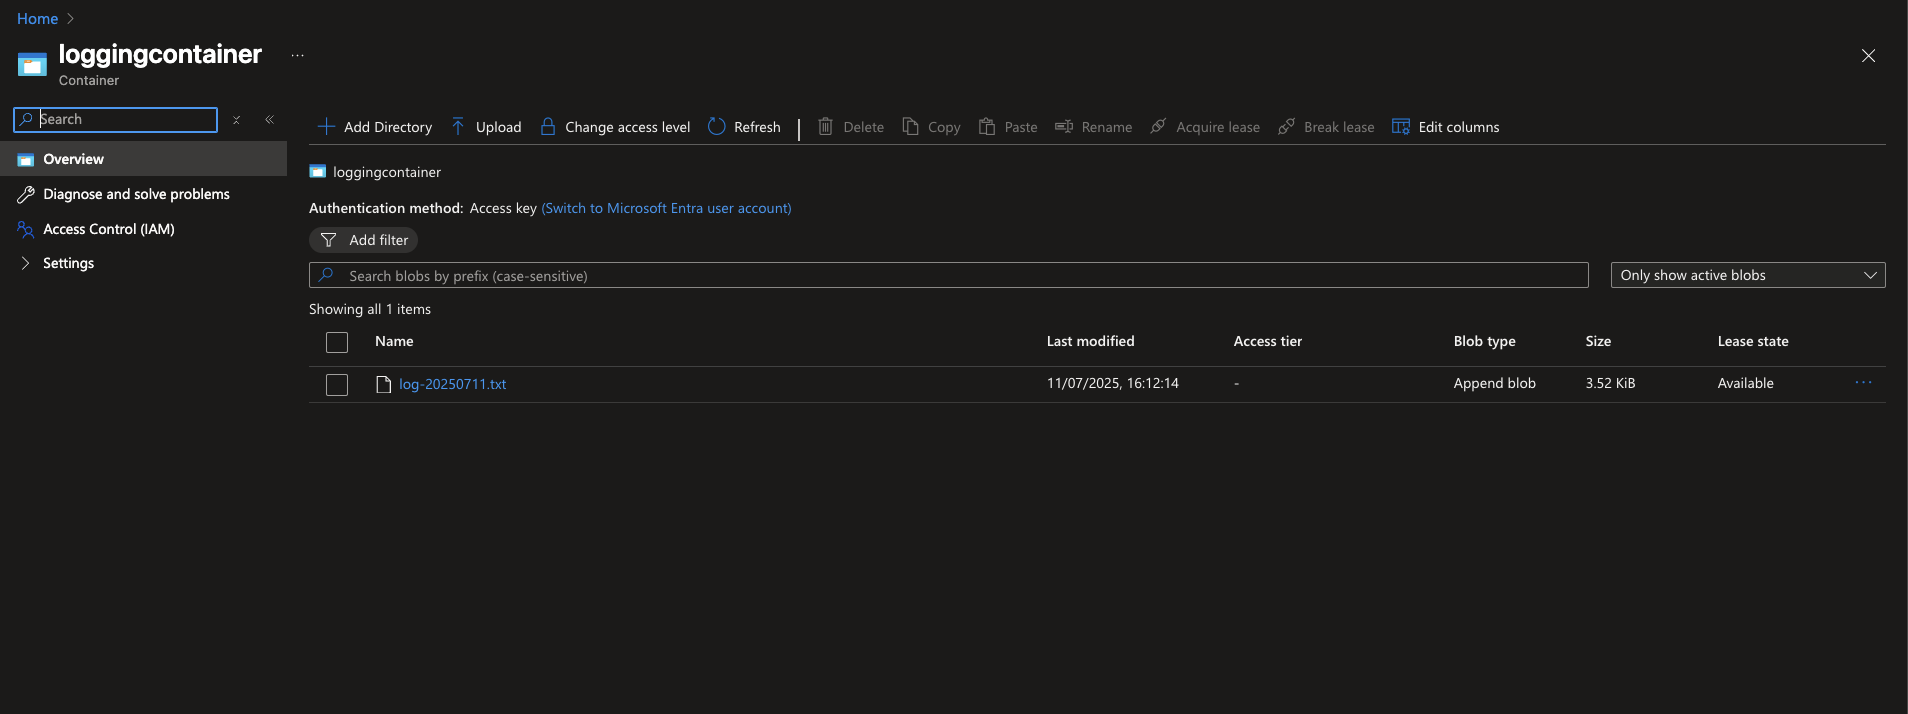 Home
loggingcontainer ...
Container
Search
Overview
Diagnose and solve problems
Access Control (IAM)
Settings
Add Directory Upload Change access level Refresh Delete Copy Paste Rename Acquire lease Break lease Edit columns
loggingcontainer
Authentication method: Access key (Switch to Microsoft Entra user account)
Add filter
Search blobs by prefix (case-sensitive) Only show active blobs
Showing all 1 items
Name Last modified Access tier Blob type Size Lease state
log-20250711.txt 11/07/2025, 16:12:14 - Append blob 3.52 KiB Available ...